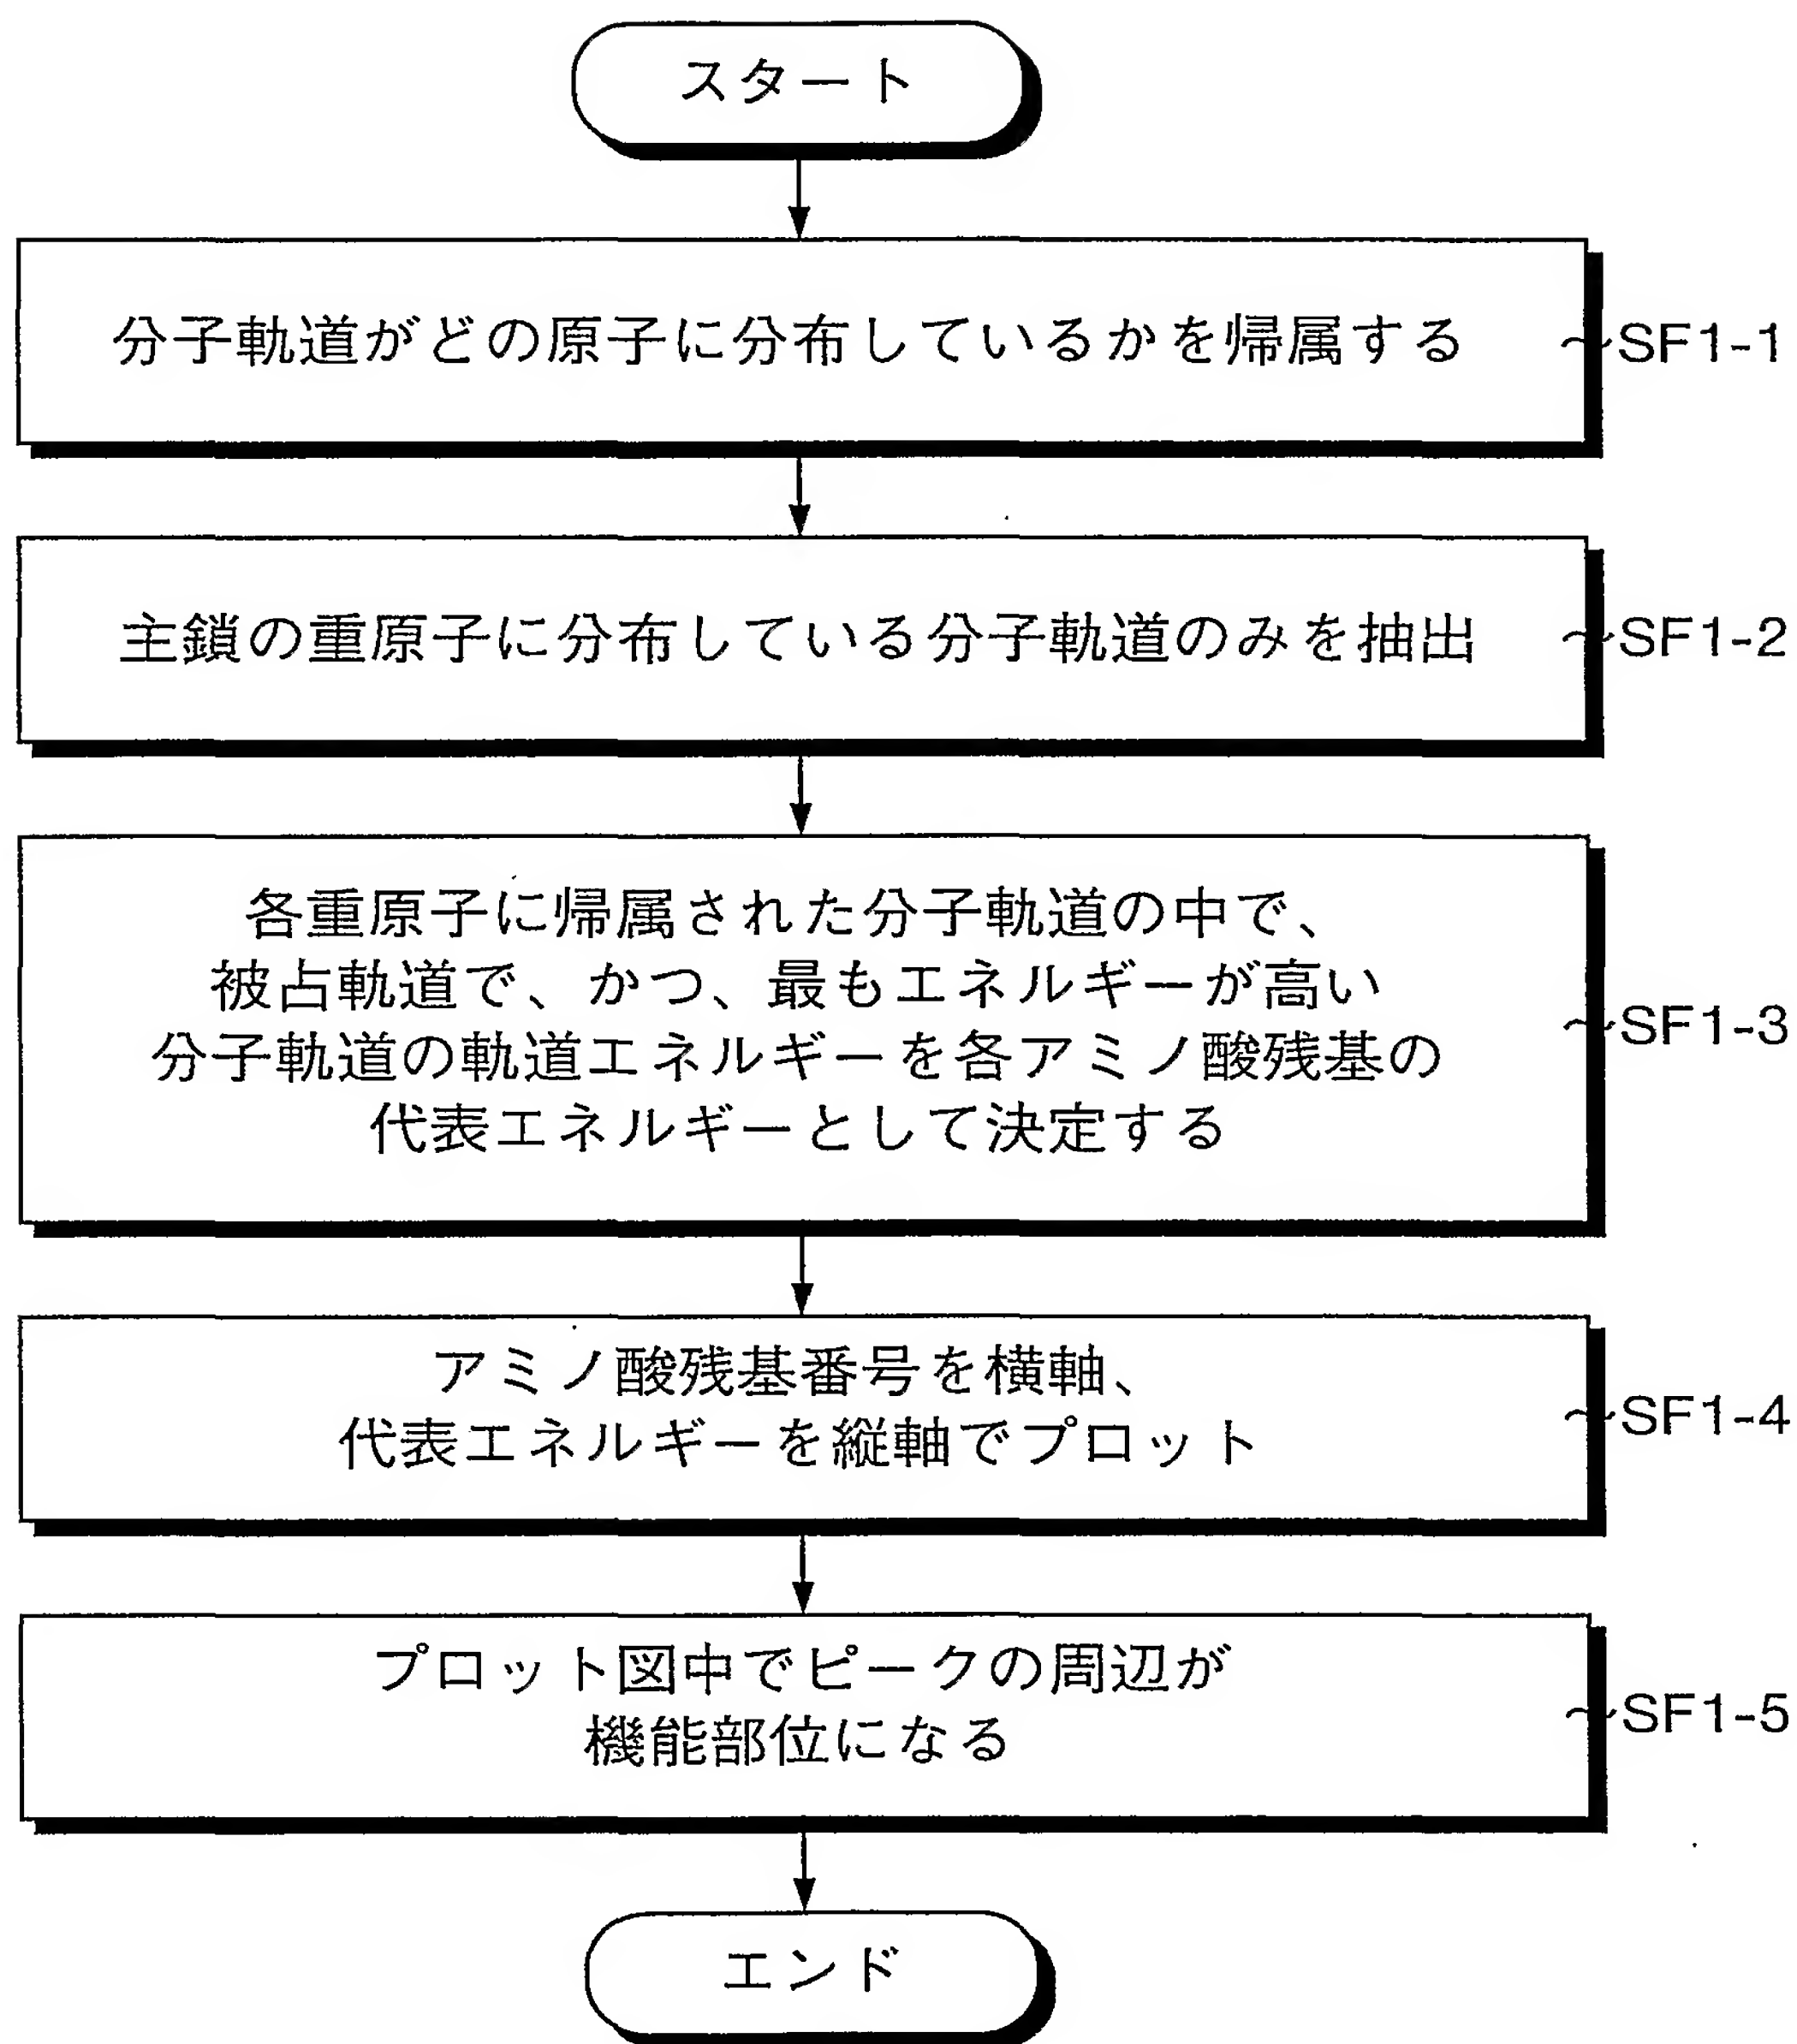 スタート
分子軌道がどの原子に分布しているかを帰属する
SF1-1
主鎖の重原子に分布している分子軌道のみを抽出
SF1-2
各重原子に帰属された分子軌道の中で、
被占軌道で、かつ、最もエネルギーが高い
分子軌道の軌道エネルギーを各アミノ酸残基の
代表エネルギーとして決定する
SF1-3
アミノ酸残基番号を横軸、
代表エネルギーを縦軸でプロット
SF1-4
プロット図中でピークの周辺が
機能部位になる
SF1-5
エンド